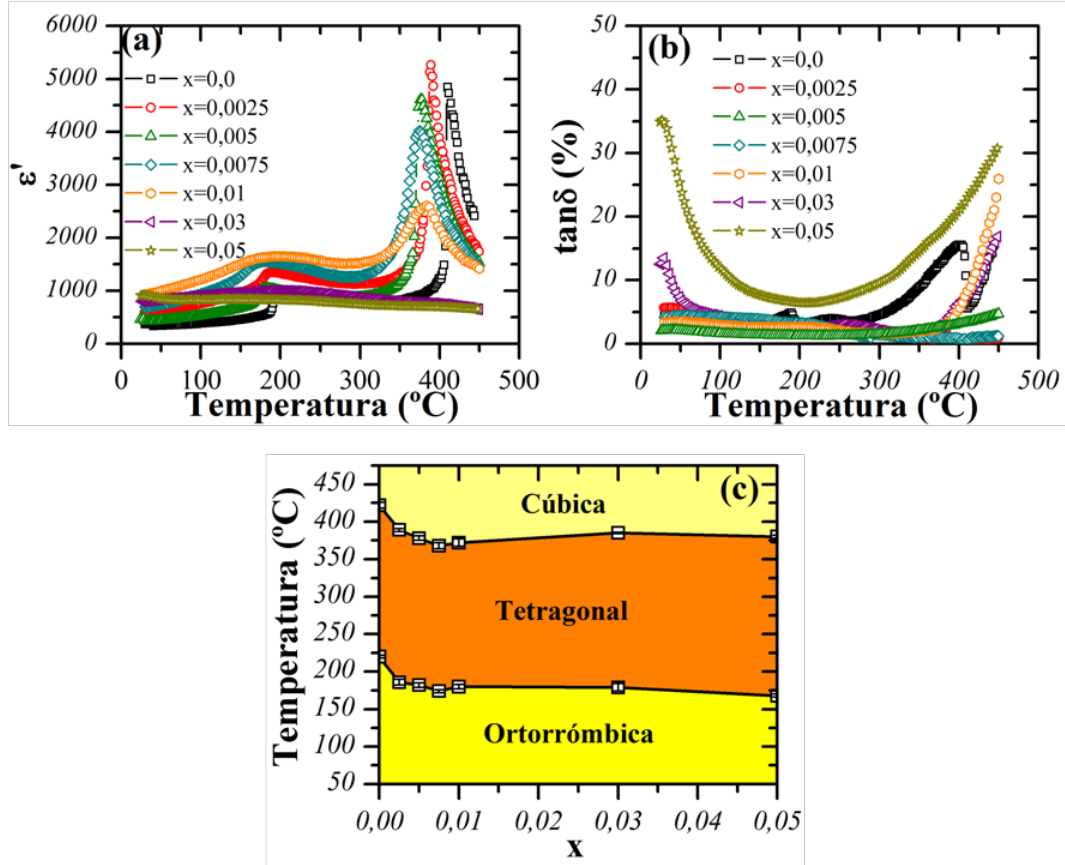 (a)
6000
5000
4000
3000
2000
1000
0
ε'
x=0,0
x=0,0025
x=0,005
x=0,0075
x=0,01
x=0,03
x=0,05
0 100 200 300 400 500
Temperatura (ºC)
(b)
50
40
30
20
10
0
tanδ (%)
x=0,0
x=0,0025
x=0,005
x=0,0075
x=0,01
x=0,03
x=0,05
0 100 200 300 400 500
Temperatura (ºC)
(c)
450
400
350
300
250
200
150
100
50
Temperatura (ºC)
Cúbica
Tetragonal
Ortorrómbica
0,00 0,01 0,02 0,03 0,04 0,05
x